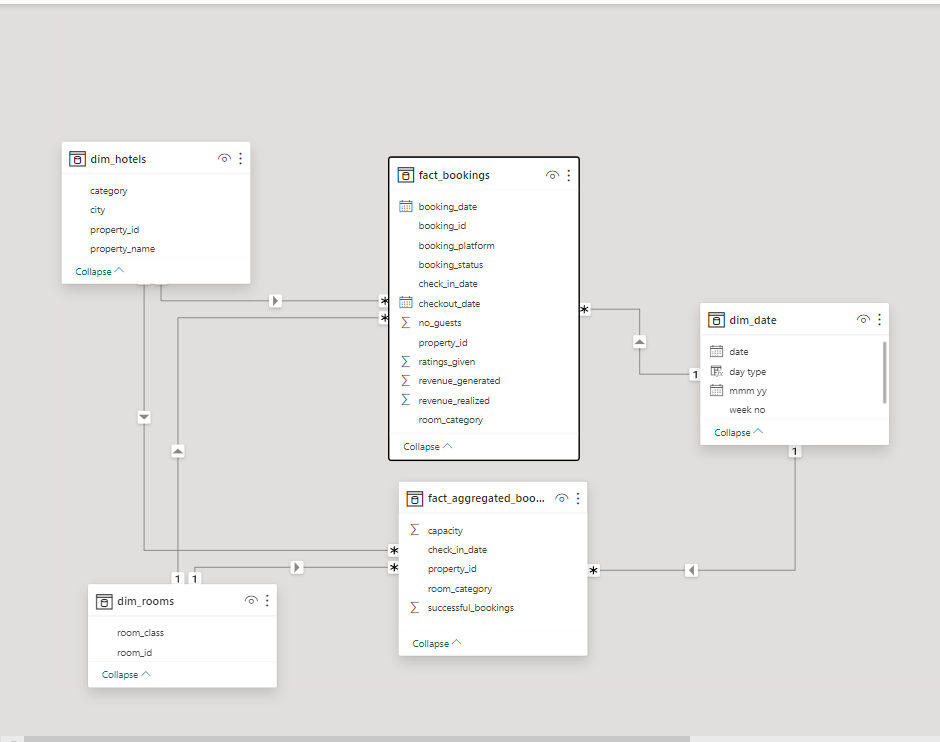 dim_hotels
category
city
property_id
property_name
Collapse
fact_bookings
booking_date
booking_id
booking_platform
booking_status
check_in_date
checkout_date
no_guests
property_id
ratings_given
revenue_generated
revenue_realized
room_category
Collapse
dim_date
date
day type
mmm yy
week no
Collapse
fact_aggregated_boo...
capacity
check_in_date
property_id
room_category
successful_bookings
Collapse
dim_rooms
room_class
room_id
Collapse
*
*
*
1
1
*
*
1 1
*